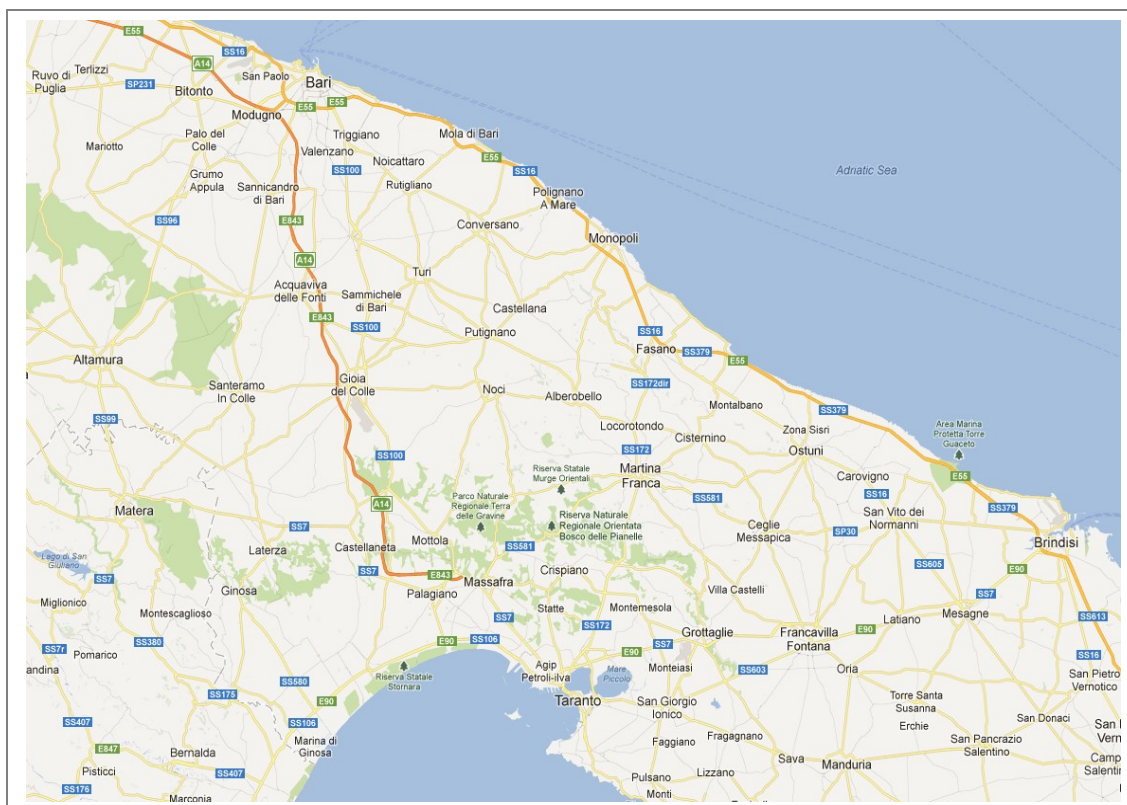 E55
SS16
A14
Ruvo di
Puglia
Terlizzi
San Paolo
Bari
SP231
Bitonto
E55
E55
Modugno
Mola di Bari
Palo del
Colle
Triggiano
Mariotto
Valenzano
Noicattaro
E55
SS16
Adriatic Sea
Grumo
Appula
Sannicandro
di Bari
SS100
Rutigliano
Polignano
A Mare
SS96
E843
Conversano
Monopoli
A14
Turi
Acquaviva
delle Fonti
Sammichele
di Bari
Castellana
E843
SS100
Putignano
SS16
Fasano
SS379
Altamura
E55
Gioia
del Colle
Santeramo
In Colle
Noci
Alberobello
SS172dir
Montalbano
SS379
SS99
Locorotondo
Cisternino
Zona Sisri
Area Marina
Protetta Torre
Guaceto
SS100
SS172
Ostuni
Riserva Statale
Murge Orientali
Martina
Franca
Carovigno
E55
Matera
A14
Parco Naturale
Regionale Terra
delle Gravine
SS581
SS16
SS379
Riserva Naturale
Regionale Orientata
Bosco delle Pianelle
San Vito dei
Normanni
SS7
Ceglie
Messapica
SP30
Brindisi
Lago di San
Giuliano
Laterza
Castellaneta
Mottola
SS581
SS605
E90
SS7
SS7
E843
Massafra
Crispiano
Ginosa
Palagiano
Villa Castelli
SS7
Miglionico
Montescaglioso
Statte
Montemesola
Mesagne
SS613
SS7
SS172
Latiano
SS7r
SS380
E90
SS106
SS7
Grottaglie
Francavilla
Fontana
E90
Pomarico
E90
SS16
andina
Riserva Statale
Stornara
Agip
Petroli-ilva
Mare
Piccolo
Monteiasi
SS603
Oria
San Pietro
Vernotico
SS175
SS580
E90
Taranto
San Giorgio
Ionico
Torre Santa
Susanna
SS407
SS106
Erchie
San Donaci
E847
Marina di
Ginosa
Bernalda
Faggiano
Fragagnano
San Pancrazio
Salentino
Pisticci
SS407
Pulsano
Lizzano
Sava
Manduria
SS176
Marconia
Monti